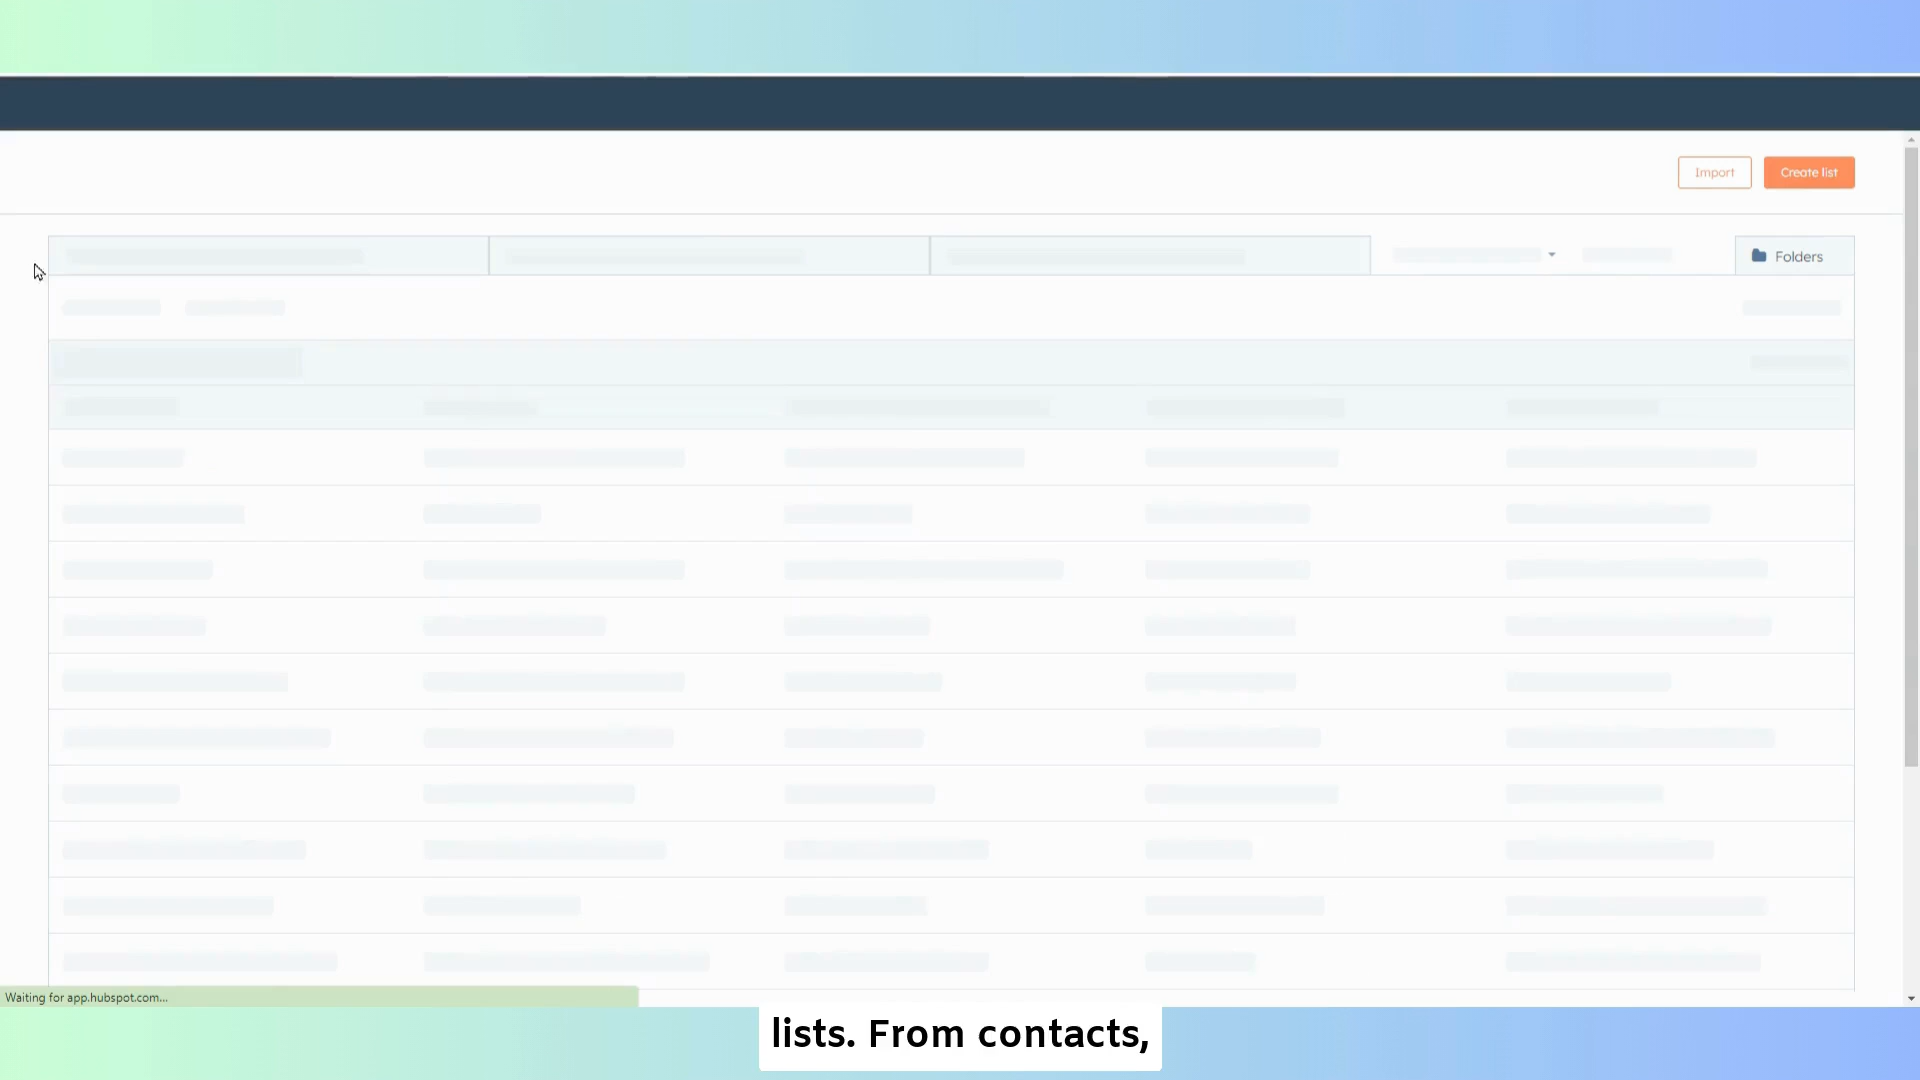 Import
Create list
Folders
Waiting for app.hubspot.com...
lists. From contacts,